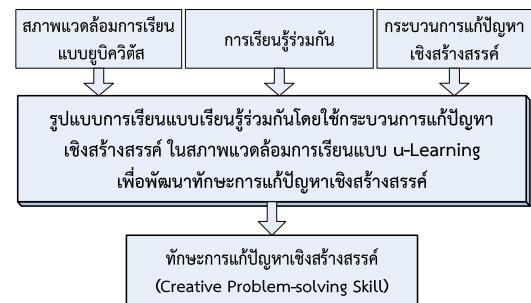 สภาพแวดล้อมการเรียน
แบบยูบิควิตัส
การเรียนรู้ร่วมกัน
กระบวนการแก้ปัญหา
เชิงสร้างสรรค์
รูปแบบการเรียนแบบเรียนรู้ร่วมกันโดยใช้กระบวนการแก้ปัญหา
เชิงสร้างสรรค์ ในสภาพแวดล้อมการเรียนแบบ u-Learning
เพื่อพัฒนาทักษะการแก้ปัญหาเชิงสร้างสรรค์
ทักษะการแก้ปัญหาเชิงสร้างสรรค์
(Creative Problem-solving Skill)